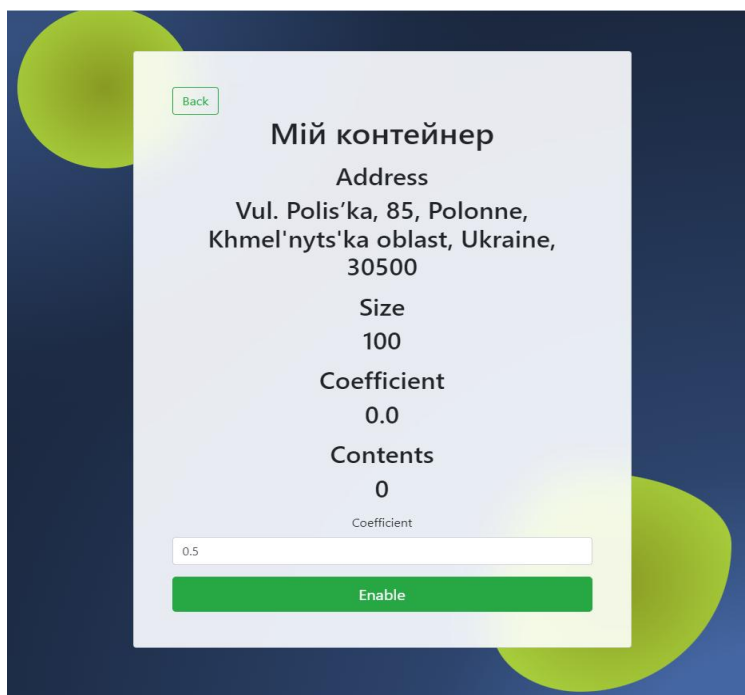 Back
Мій контейнер
Address
Vul. Polis’ka, 85, Polonne,
Khmel'nyts'ka oblast, Ukraine,
30500
Size
100
Coefficient
0.0
Contents
0
Coefficient
0.5
Enable